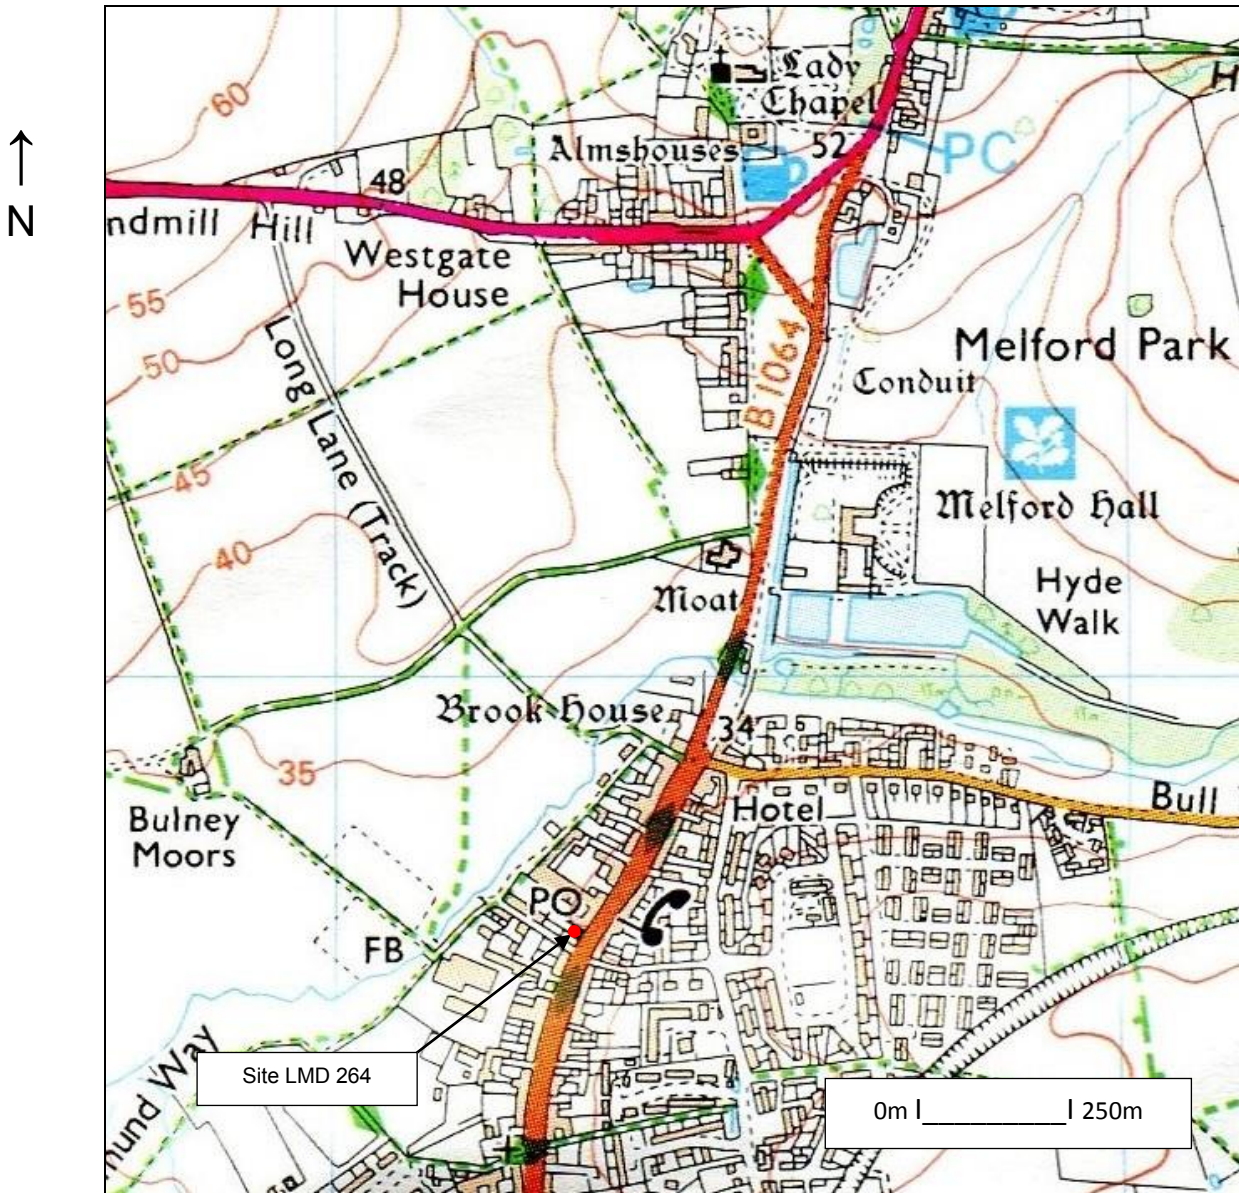 Lady
Chapel
H
60
Almshouses
52
PC
↑
N
48
ndmill Hill
Westgate
House
55
50
Long Lane (Track)
B 1064
Melford Park
Conduit
45
Melford Hall
40
Moat
Hyde
Walk
Brook House
34
35
Hotel
Bull
Bulney
Moors
PO
FB
mund Way
Site LMD 264
0m I__________I 250m